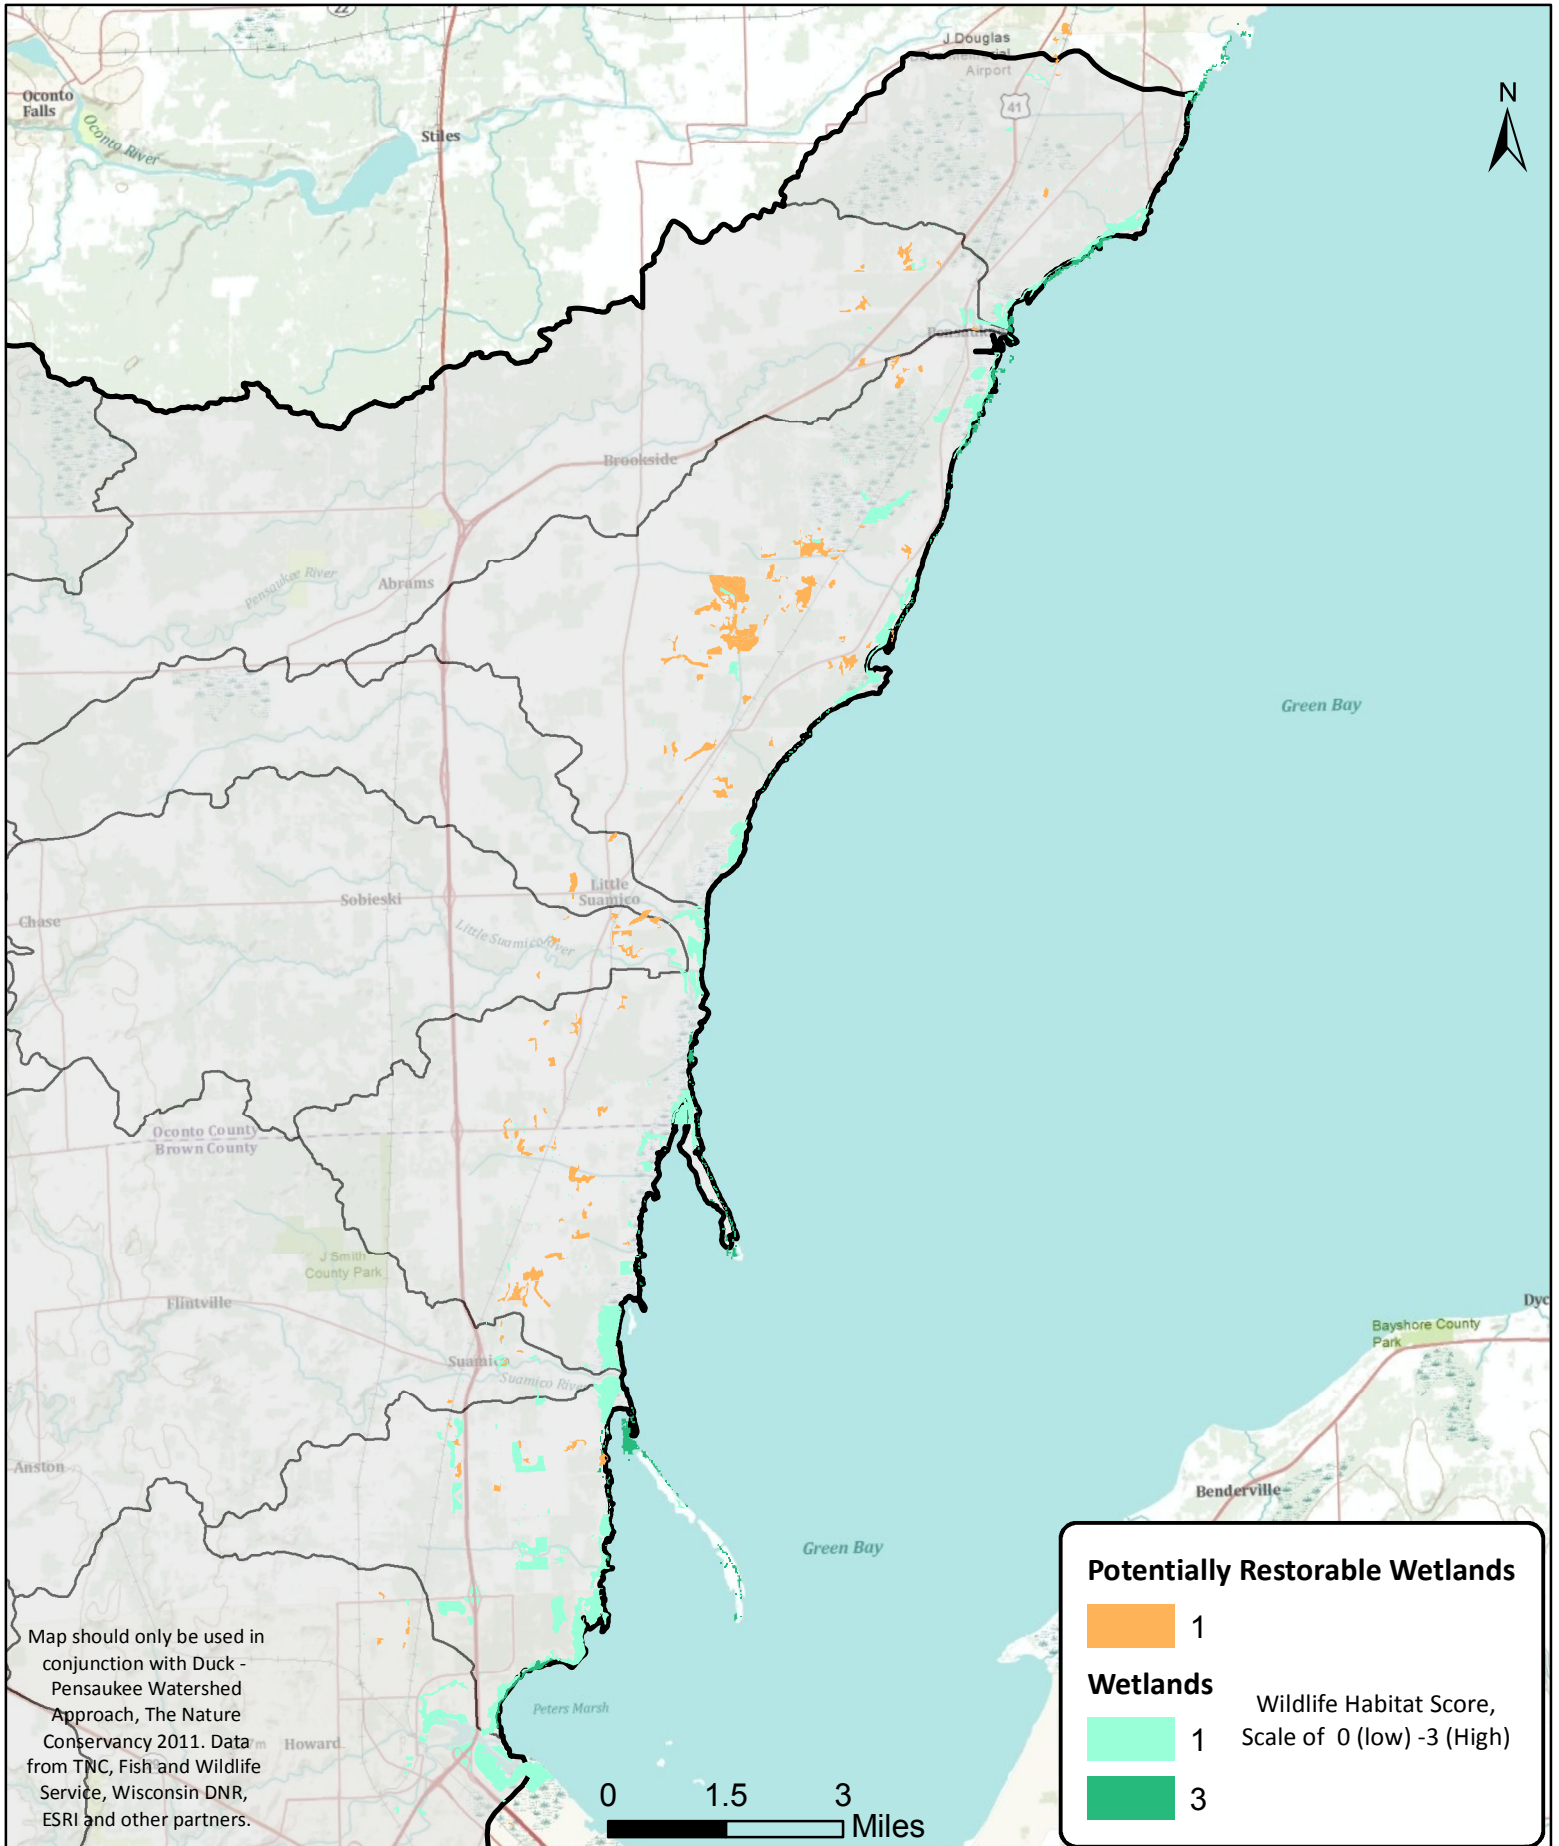 22
J Douglas
Airport
N
41
Oconto
Falls
Oconto River
Stiles
Brookside
Pensaukee River
Abrams
Green Bay
Little
Suamico
Sobieski
Chase
Little Suamico River
Oconto County
Brown County
J Smith
County Park
Flintville
Dyc
Bayshore County
Park
Suamico
Suamico River
Anston
Benderville
Green Bay
Peters Marsh
Howard
Map should only be used in
conjunction with Duck -
Pensaukee Watershed
Approach, The Nature
Conservancy 2011. Data
from TNC, Fish and Wildlife
Service, Wisconsin DNR,
ESRI and other partners.
0 1.5 3
Miles
Potentially Restorable Wetlands
1
Wetlands
1
3
Wildlife Habitat Score,
Scale of 0 (low) -3 (High)